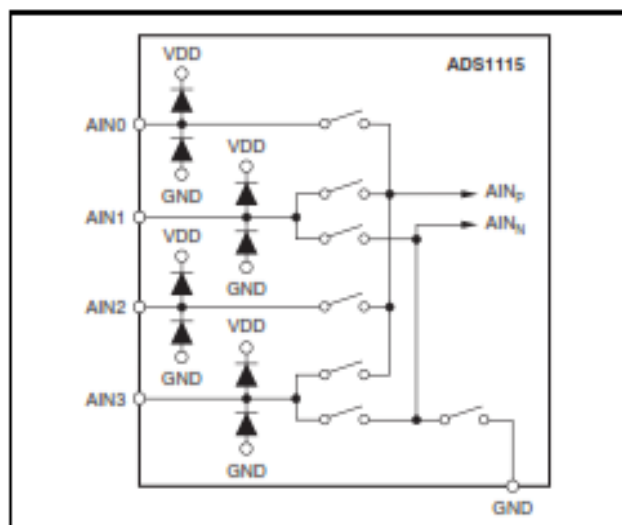 VDD
ADS1115
AIN0
VDD
GND
AINP
AIN1
AINN
VDD
GND
AIN2
VDD
GND
AIN3
GND
GND